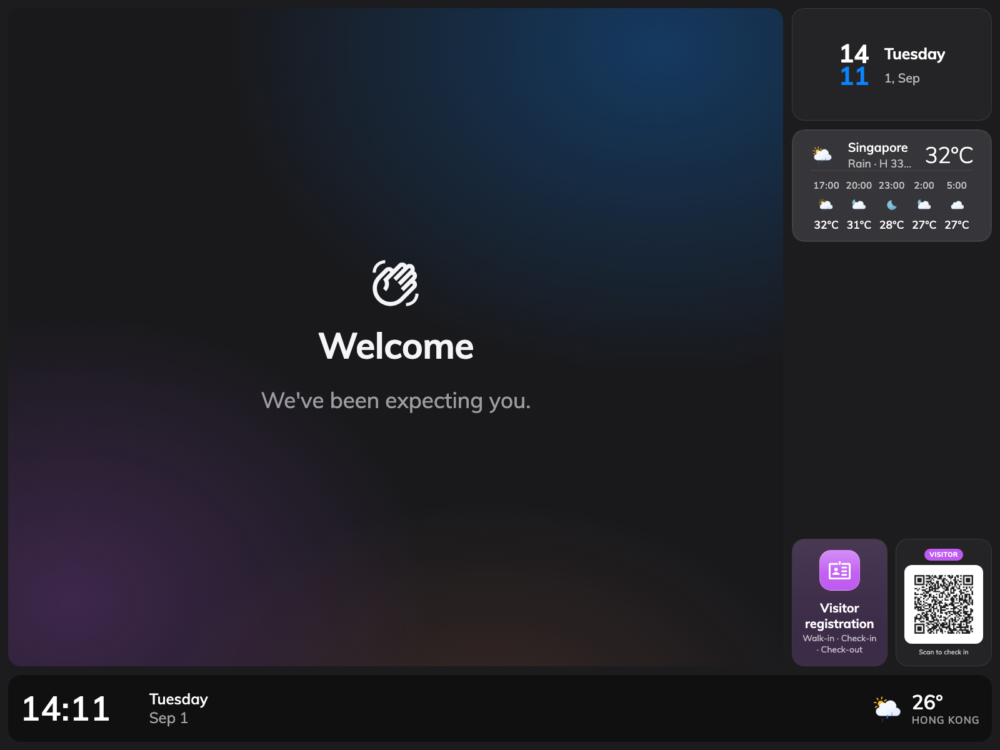 Welcome
We've been expecting you.
14
11
Tuesday
1, Sep
Singapore
Rain · H 33...
32°C
17:00 20:00 23:00 2:00 5:00
32°C 31°C 28°C 27°C 27°C
Visitor
registration
Walk-in · Check-in
· Check-out
VISITOR
Scan to check in
14:11
Tuesday
Sep 1
26°
HONG KONG